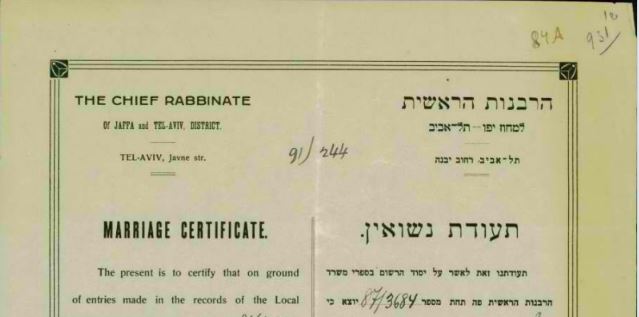 84A
THE CHIEF RABBINATE
Of JAFFA and TEL-AVIV, DISTRICT.
TEL-AVIV, Javne str.
הרבנות הראשית
למחוז יפו—תל־אביב
תל־אביב, רחוב יבנה
91/244
MARRIAGE CERTIFICATE.
The present is to certify that on ground
of entries made in the records of the Local
תעודת נשואין.
תעודתנו זאת לאשר על יסוד הרשום בספרי משרד
הרבנות הראשית פה תחת מספר 87/3684 יוצא כי